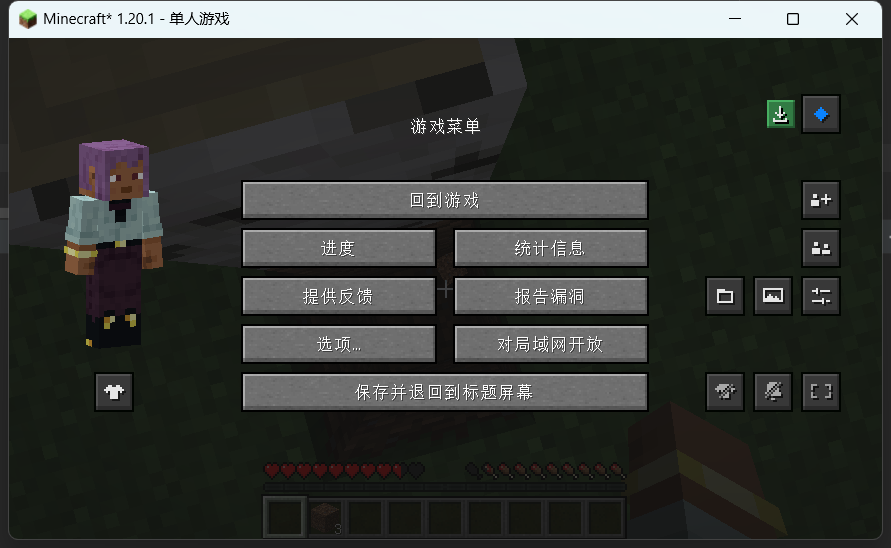 Minecraft* 1.20.1 - 单人游戏
游戏菜单
回到游戏
进度
统计信息
提供反馈
报告漏洞
选项...
对局域网开放
保存并退回到标题屏幕
3